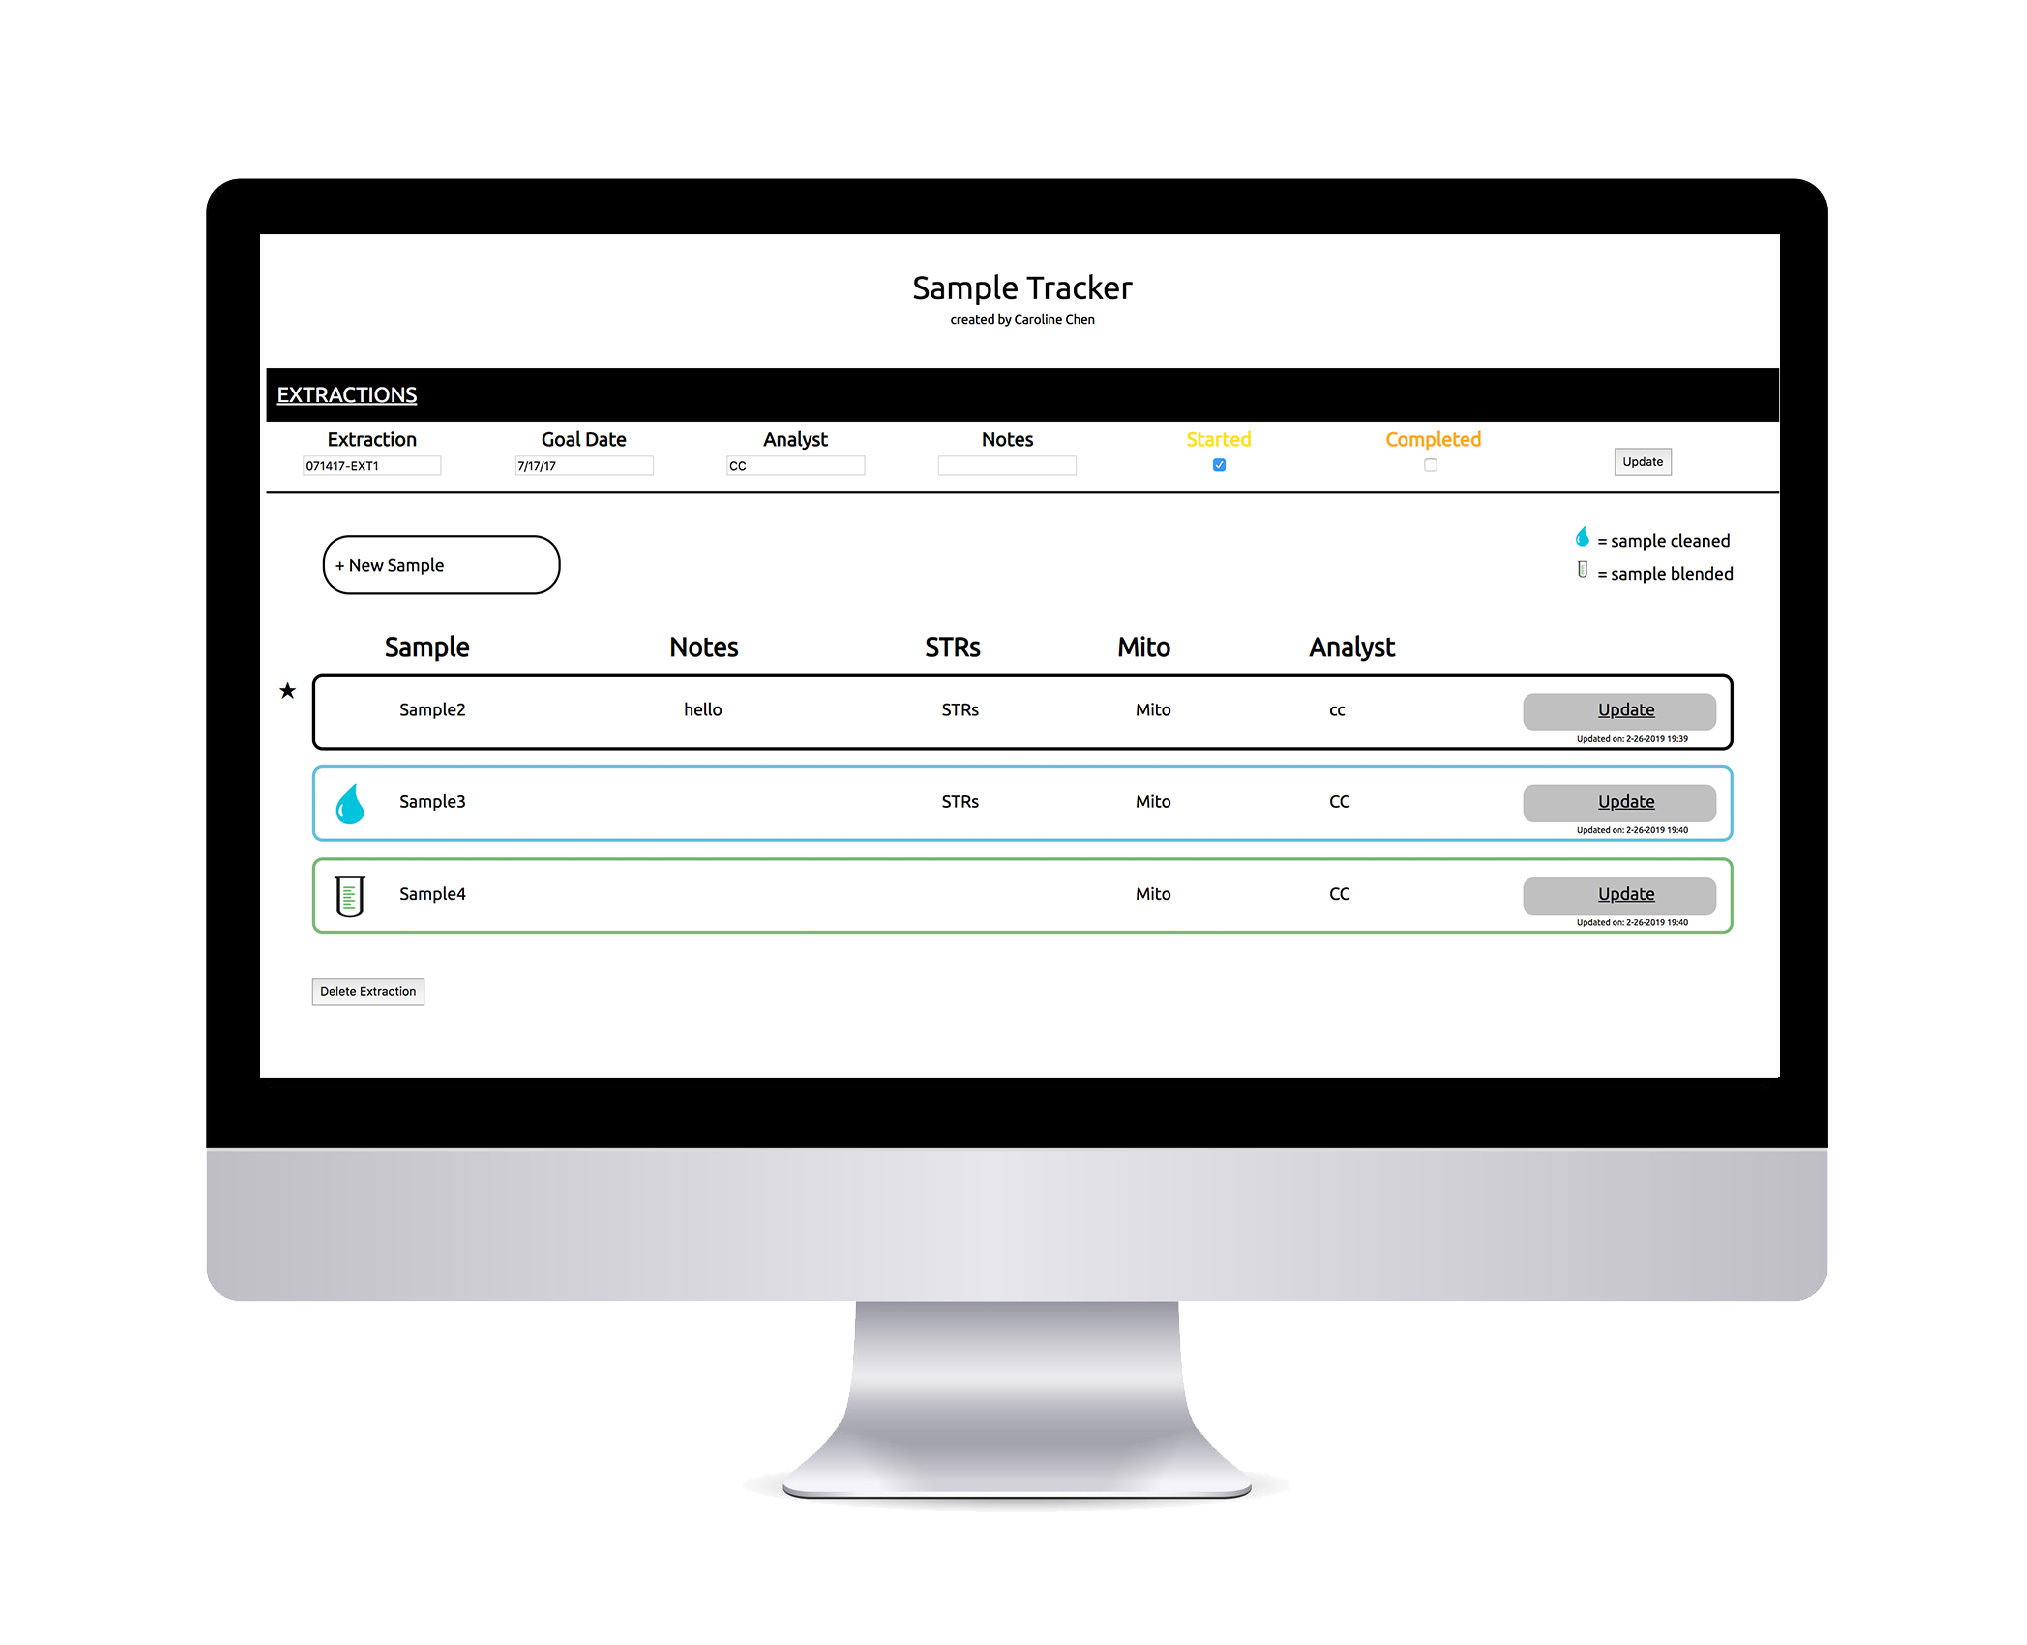 Sample Tracker
created by Caroline Chen
EXTRACTIONS
Extraction Goal Date Analyst Notes Started Completed
071417-EXT1 7/17/17 CC Update
= sample cleaned
+ New Sample
= sample blended
Sample Notes STRs Mito Analyst
Sample2 hello STRs Mito cc Update
Updated on: 2-26-2019 19:39
Sample3 STRs Mito CC Update
Updated on: 2-26-2019 19:40
Sample4 Mito CC Update
Updated on: 2-26-2019 19:40
Delete Extraction